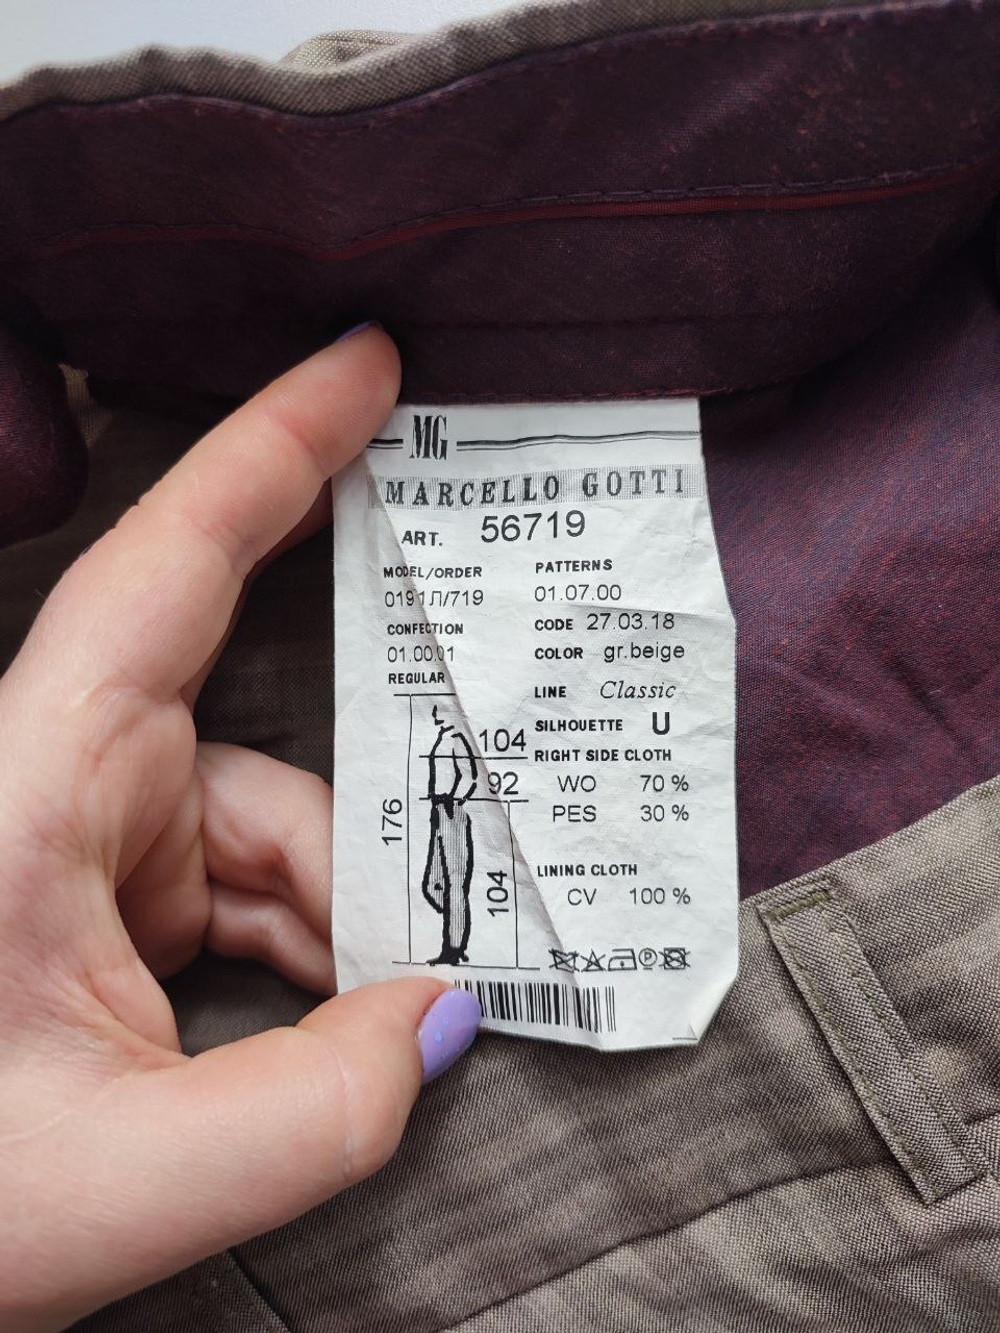 MG
MARCELLO GOTTI
ART. 56719
MODEL/ORDER
0191Л/719
CONFECTION
01.00.01
REGULAR
PATTERNS
01.07.00
CODE 27.03.18
COLOR gr.beige
LINE Classic
SILHOUETTE U
RIGHT SIDE CLOTH
WO 70 %
PES 30 %
LINING CLOTH
CV 100 %
104
92
176
104
P